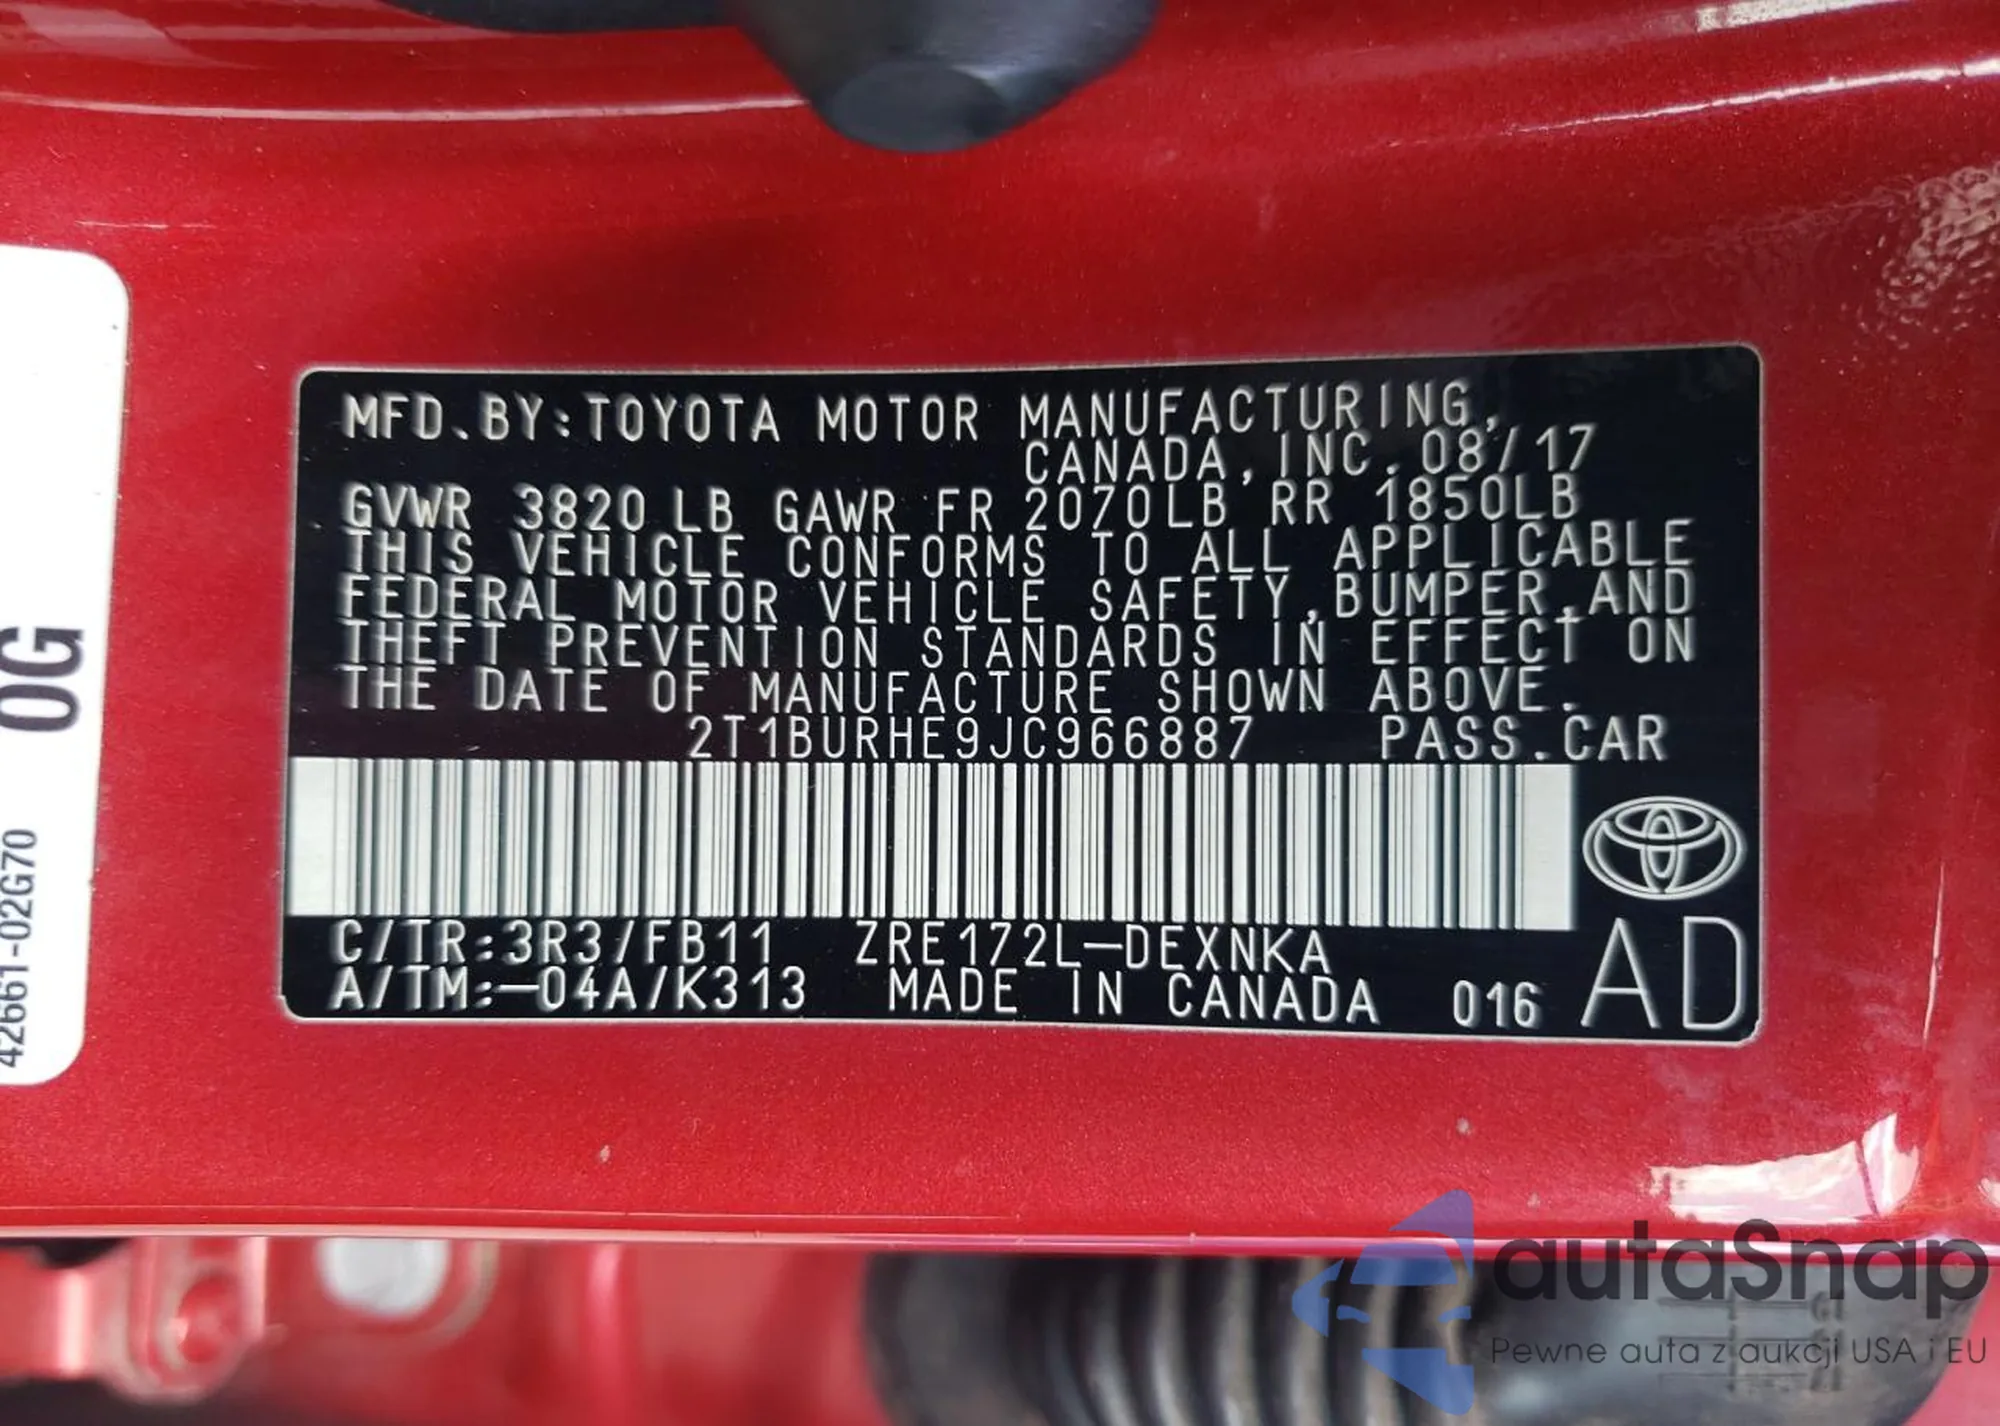 MFD.BY:TOYOTA MOTOR MANUFACTURING,
CANADA,INC.08/17
GVWR 3820LB GAWR FR 2070LB RR 1850LB
THIS VEHICLE CONFORMS TO ALL APPLICABLE
FEDERAL MOTOR VEHICLE SAFETY,BUMPER,AND
THEFT PREVENTION STANDARDS IN EFFECT ON
THE DATE OF MANUFACTURE SHOWN ABOVE.
2T1BURHE9JC966887 PASS.CAR
C/TR:3R3/FB11 ZRE172L-DEXNKA
A/TM:-04A/K313 MADE IN CANADA 016 AD
0G
42661-02G70
autaSnap
Pewne auta z aukcji USA i EU